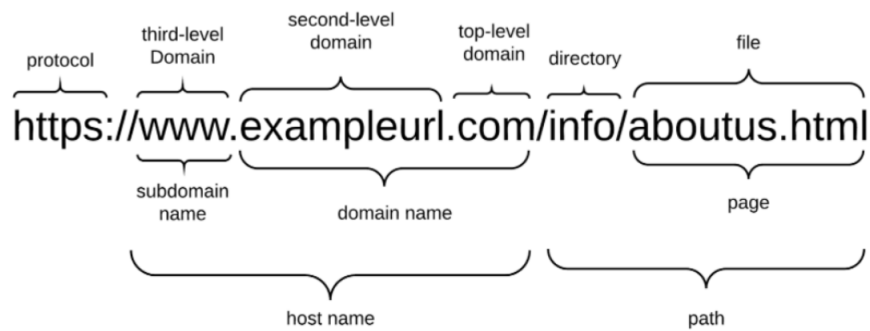 protocol
third-level
Domain
second-level
domain
top-level
domain
directory
file
https://www.exampleurl.com/info/aboutus.html
subdomain
name
domain name
page
host name
path